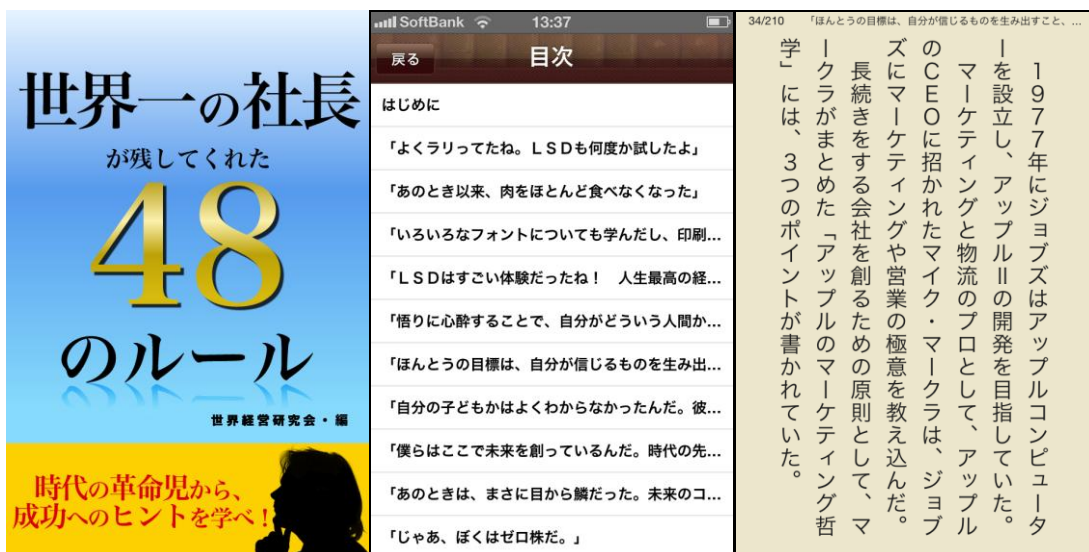 世界一の社長
が残してくれた
48
のルール
世界経営研究会・編
時代の革命児から、
成功へのヒントを学べ！
SoftBank 13:37
戻る
目次
はじめに
「よくラリってたね。ＬＳＤも何度か試したよ」
「あのとき以来、肉をほとんど食べなくなった」
「いろいろなフォントについても学んだし、印刷...
「ＬＳＤはすごい体験だったね！　人生最高の経...
「悟りに心酔することで、自分がどういう人間か...
「ほんとうの目標は、自分が信じるものを生み出...
「自分の子どもかはよくわからなかったんだ。彼...
「僕らはここで未来を創っているんだ。時代の先...
「あのときは、まさに目から鱗だった。未来のコ...
「じゃあ、ぼくはゼロ株だ。」
34/210 「ほんとうの目標は、自分が信じるものを生み出すこと、...
１９７７年にジョブズはアップルコンピュータ
ーを設立し、アップルⅡの開発を目指していた。
マーケティングと物流のプロとして、アップル
のＣＥＯに招かれたマイク・マークラは、ジョブ
ズにマーケティングや営業の極意を教え込んだ。
長続きをする会社を創るための原則として、マ
ークラがまとめた「アップルのマーケティング哲
学」には、３つのポイントが書かれていた。